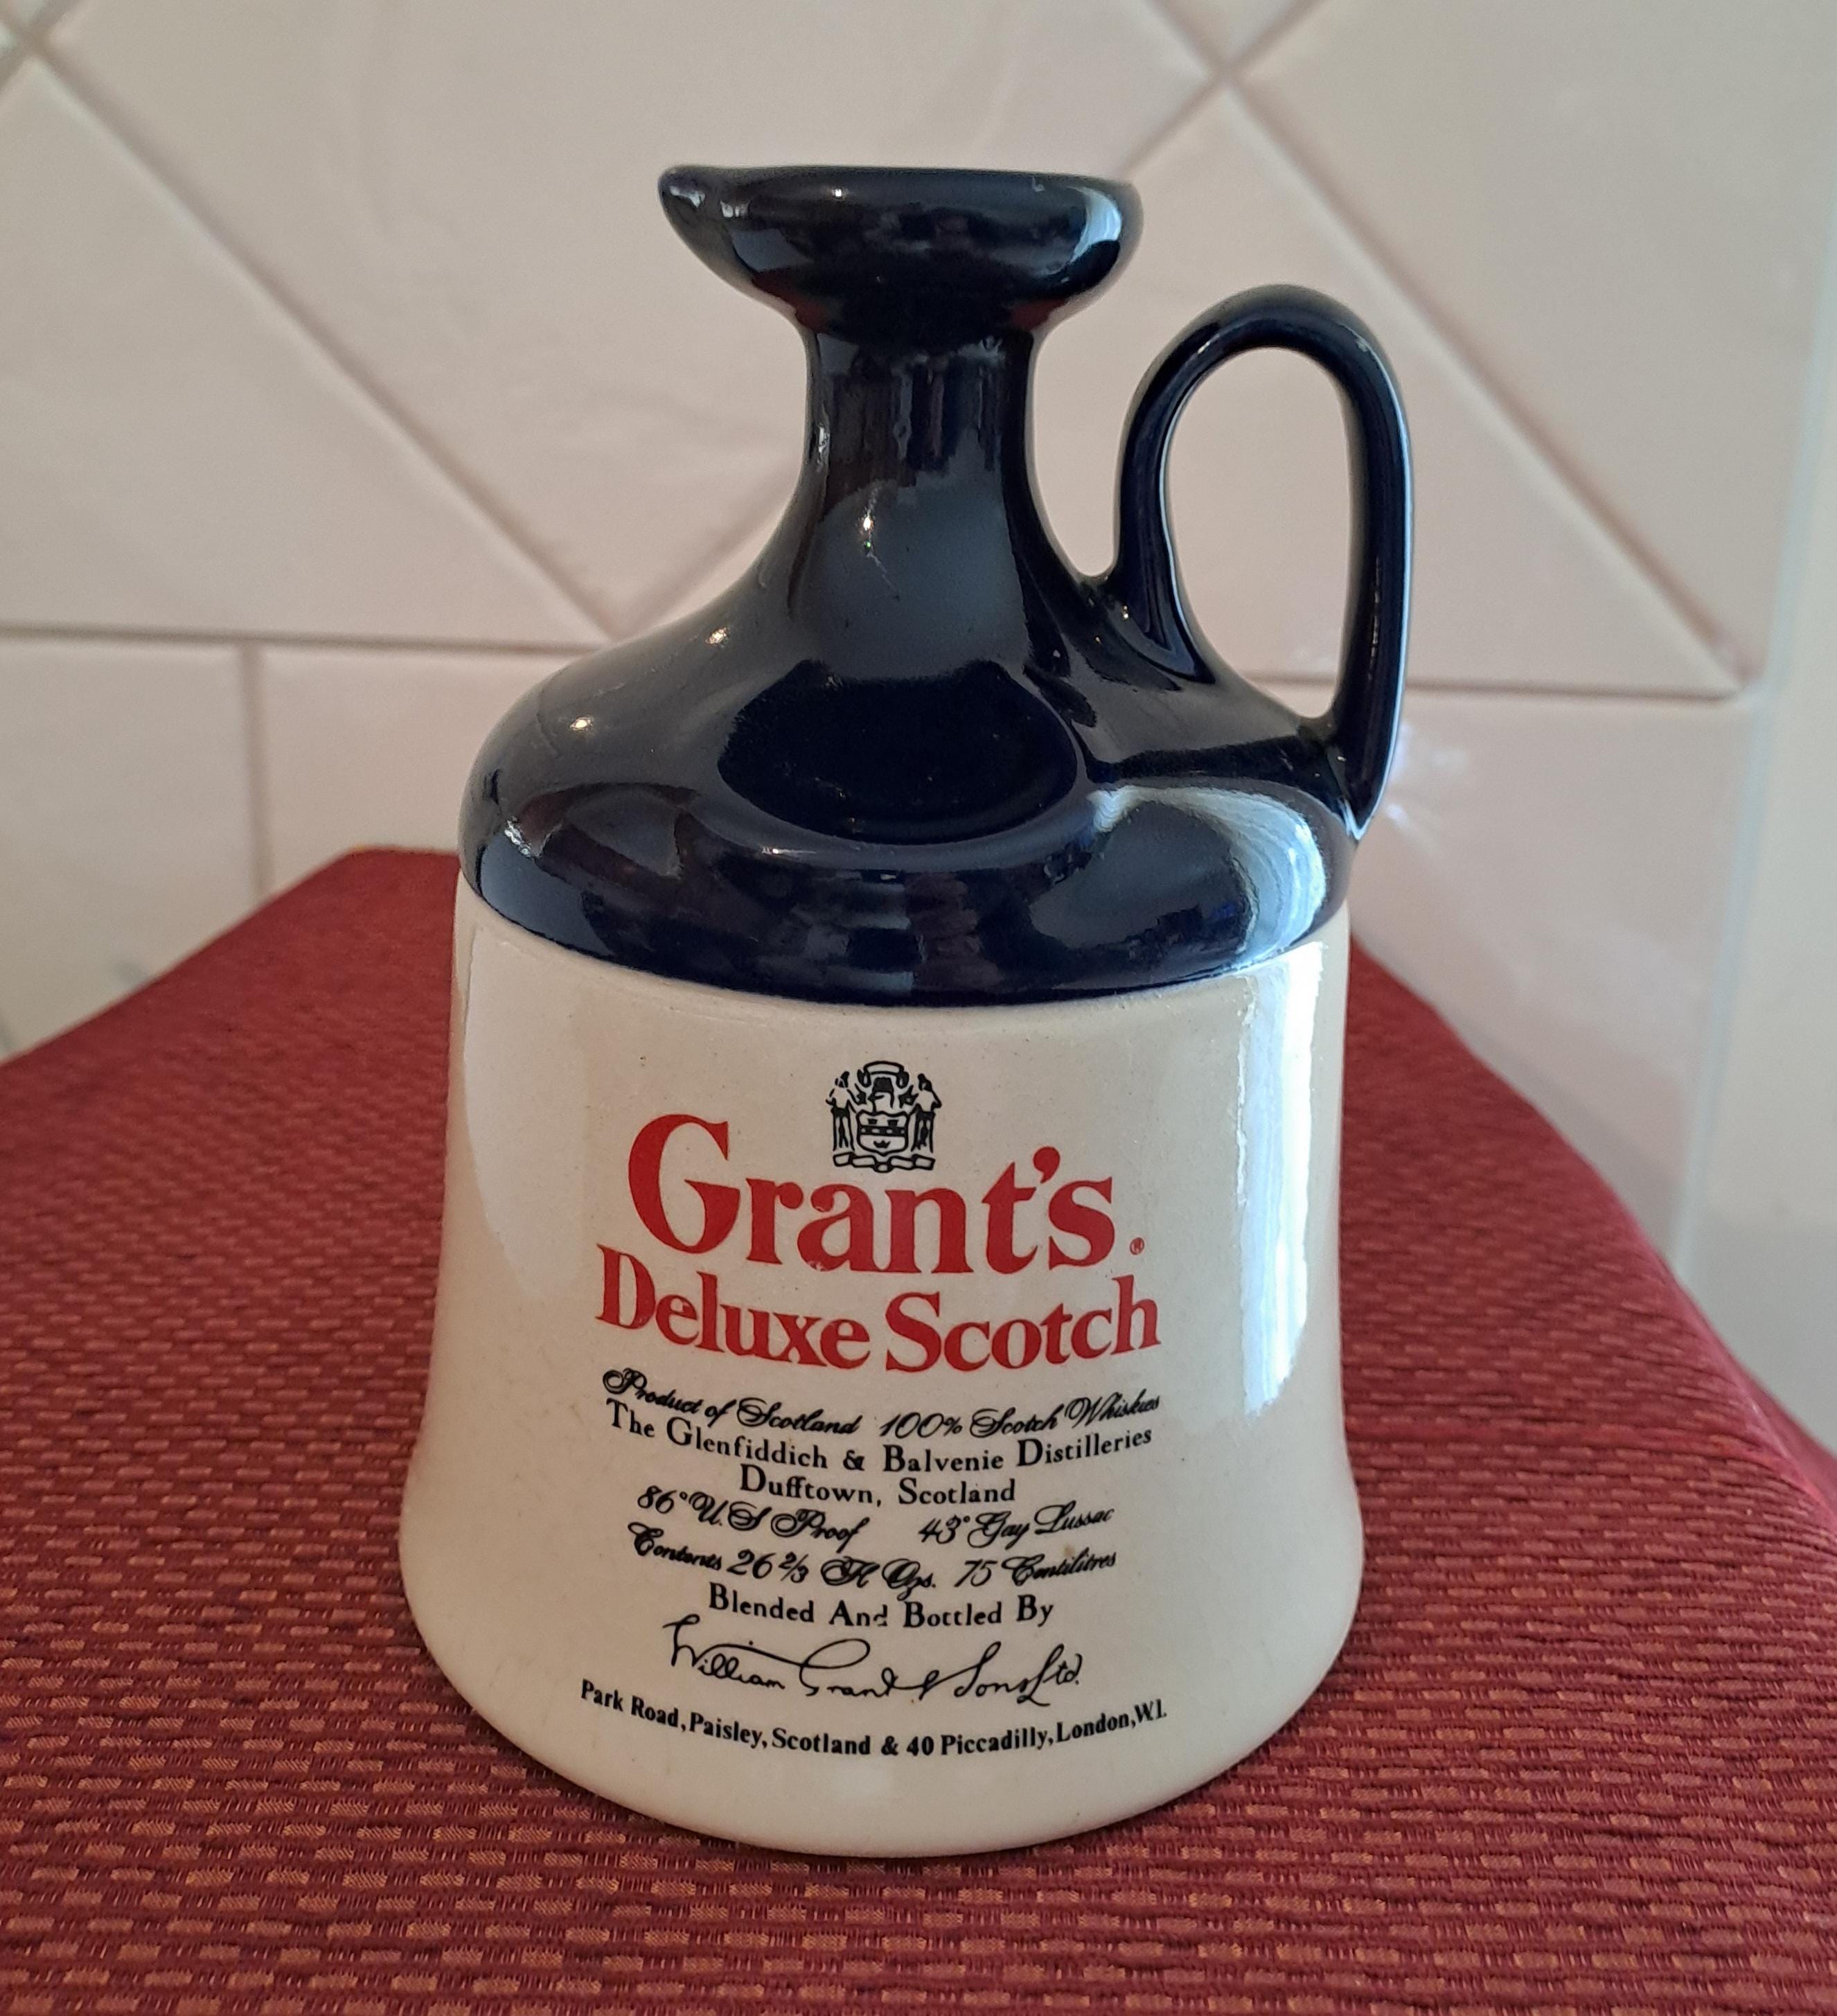 Grant's®
Deluxe Scotch
Product of Scotland 100% Scotch Whiskies
The Glenfiddich & Balvenie Distilleries
Dufftown, Scotland
86° U.S Proof 43° Gay Lussac
Contents 26 2/3 Fl Ozs. 75 Centilitres
Blended And Bottled By
William Grant & Sons Ltd.
Park Road, Paisley, Scotland & 40 Piccadilly, London, W.1.